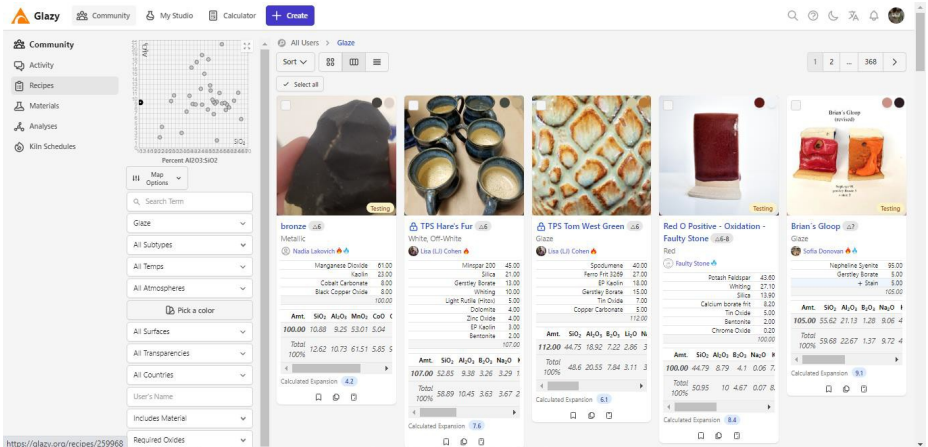 Glazy
Community
My Studio
Calculator
+ Create
Community
Activity
Recipes
Materials
Analyses
Kiln Schedules
Al₂O₃
SiO₂
Percent Al2O3:SiO2
Map Options
Search Term
Glaze
All Subtypes
All Temps
All Atmospheres
Pick a color
All Surfaces
All Transparencies
All Countries
User's Name
Includes Material
Required Oxides
https://glazy.org/recipes/259968
All Users > Glaze
Sort
1 2 ... 368 >
Select all
Testing
bronze △6
Metallic
Nadia Lakovich
Manganese Dioxide 61.00
Kaolin 23.00
Cobalt Carbonate 8.00
Black Copper Oxide 8.00
100.00
Amt. SiO₂ Al₂O₃ MnO₂ CoO
100.00 10.88 9.25 53.01 5.04
Total 100% 12.62 10.73 61.51 5.85
Calculated Expansion 4.2
TPS Hare's Fur △6
White, Off-White
Lisa (LJ) Cohen
Minspar 200 45.00
Silica 21.00
Gerstley Borate 13.00
Whiting 10.00
Light Rutile (Hitox) 5.00
Dolomite 4.00
Zinc Oxide 4.00
EP Kaolin 3.00
Bentonite 2.00
107.00
Amt. SiO₂ Al₂O₃ B₂O₃ Na₂O
107.00 52.85 9.38 3.26 3.29
Total 100% 58.89 10.45 3.63 3.67
Calculated Expansion 7.6
TPS Tom West Green △6
Glaze
Lisa (LJ) Cohen
Spodumene 40.00
Ferro Frit 3269 27.00
EP Kaolin 18.00
Gerstley Borate 15.00
Tin Oxide 7.00
Copper Carbonate 5.00
112.00
Amt. SiO₂ Al₂O₃ B₂O₃ Li₂O
112.00 44.75 18.92 7.22 2.86
Total 100% 48.6 20.55 7.84 3.11
Calculated Expansion 6.1
Testing
Red O Positive - Oxidation -
Faulty Stone △6-8
Red
Faulty Stone
Potash Feldspar 43.60
Whiting 27.10
Silica 13.90
Calcium borate frit 8.20
Tin Oxide 5.00
Bentonite 2.00
Chrome Oxide 0.20
100.00
Amt. SiO₂ Al₂O₃ B₂O₃ Na₂O
100.00 44.79 8.79 4.1 0.06
Total 100% 50.95 10 4.67 0.07
Calculated Expansion 8.4
Brian's Gloop
(revised)
Testing
Brian's Gloop △7
Glaze
Sofia Donovan
Nepheline Syenite 95.00
Gerstley Borate 5.00
+ Stain 5.00
105.00
Amt. SiO₂ Al₂O₃ B₂O₃ Na₂O
105.00 55.62 21.13 1.28 9.06
Total 100% 59.68 22.67 1.37 9.72
Calculated Expansion 9.1